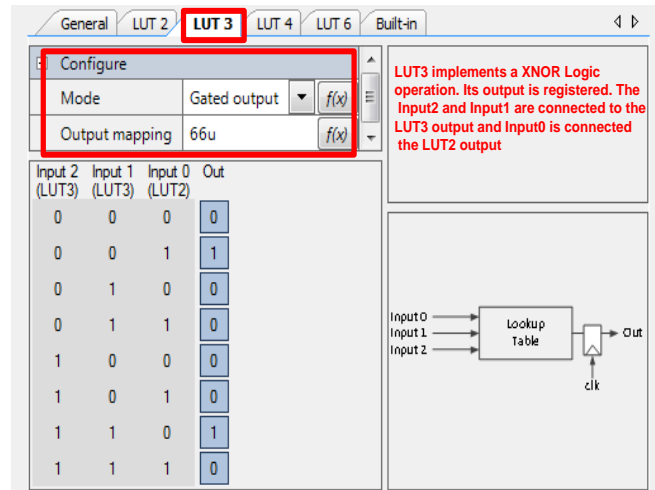 General LUT 2 LUT 3 LUT 4 LUT 6 Built-in
Configure
Mode Gated output f(x)
Output mapping 66u f(x)
LUT3 implements a XNOR Logic
operation. Its output is registered. The
Input2 and Input1 are connected to the
LUT3 output and Input0 is connected
the LUT2 output
Input 2 Input 1 Input 0 Out
(LUT3) (LUT3) (LUT2)
0 0 0 0
0 0 1 1
0 1 0 0
0 1 1 0
1 0 0 0
1 0 1 0
1 1 0 1
1 1 1 0
Input 0
Input 1
Input 2
Lookup
Table
Out
clk